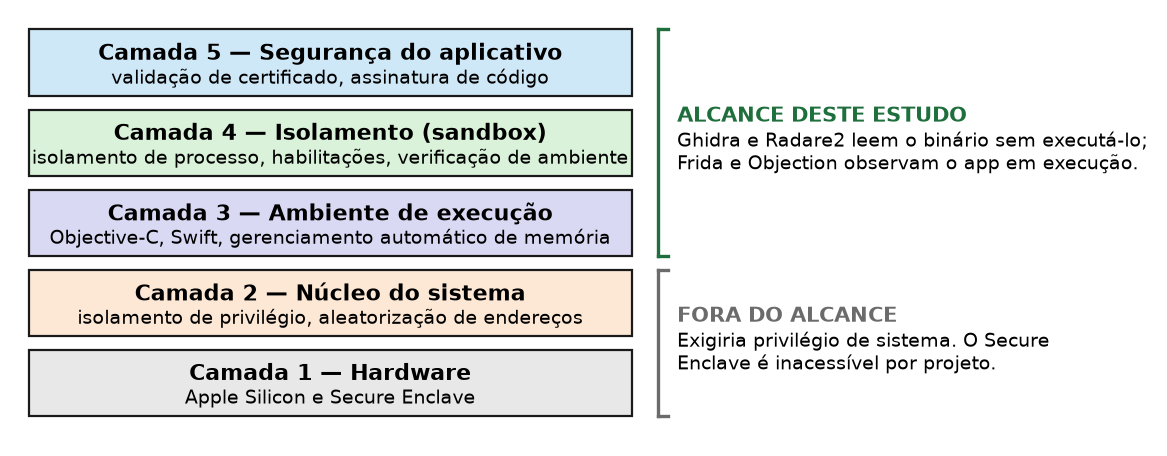 Camada 5 — Segurança do aplicativo
validação de certificado, assinatura de código
Camada 4 — Isolamento (sandbox)
isolamento de processo, habilitações, verificação de ambiente
Camada 3 — Ambiente de execução
Objective-C, Swift, gerenciamento automático de memória
Camada 2 — Núcleo do sistema
isolamento de privilégio, aleatorização de endereços
Camada 1 — Hardware
Apple Silicon e Secure Enclave
ALCANCE DESTE ESTUDO
Ghidra e Radare2 leem o binário sem executá-lo;
Frida e Objection observam o app em execução.
FORA DO ALCANCE
Exigiria privilégio de sistema. O Secure
Enclave é inacessível por projeto.